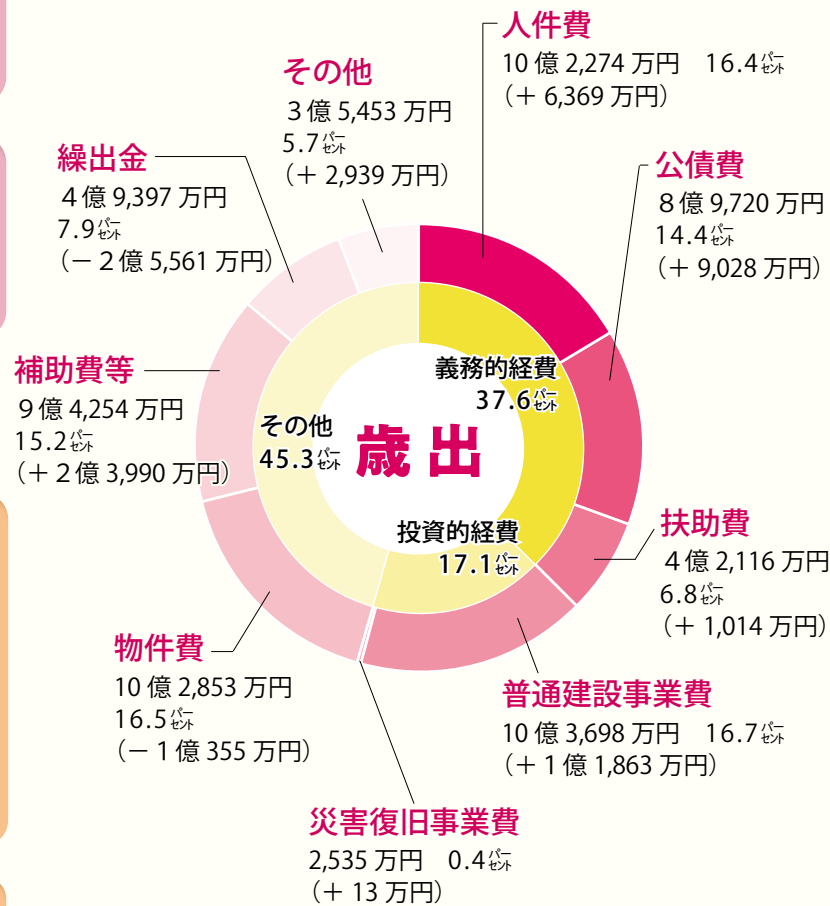 人件費
10億2,274万円　16.4パーセント
（＋6,369万円）
公債費
8億9,720万円
14.4パーセント
（＋9,028万円）
扶助費
4億2,116万円
6.8パーセント
（＋1,014万円）
普通建設事業費
10億3,698万円　16.7パーセント
（＋1億1,863万円）
災害復旧事業費
2,535万円　0.4パーセント
（＋13万円）
物件費
10億2,853万円
16.5パーセント
（－1億355万円）
補助費等
9億4,254万円
15.2パーセント
（＋2億3,990万円）
繰出金
4億9,397万円
7.9パーセント
（－2億5,561万円）
その他
3億5,453万円
5.7パーセント
（＋2,939万円）
義務的経費
37.6パーセント
その他
45.3パーセント
歳出
投資的経費
17.1パーセント